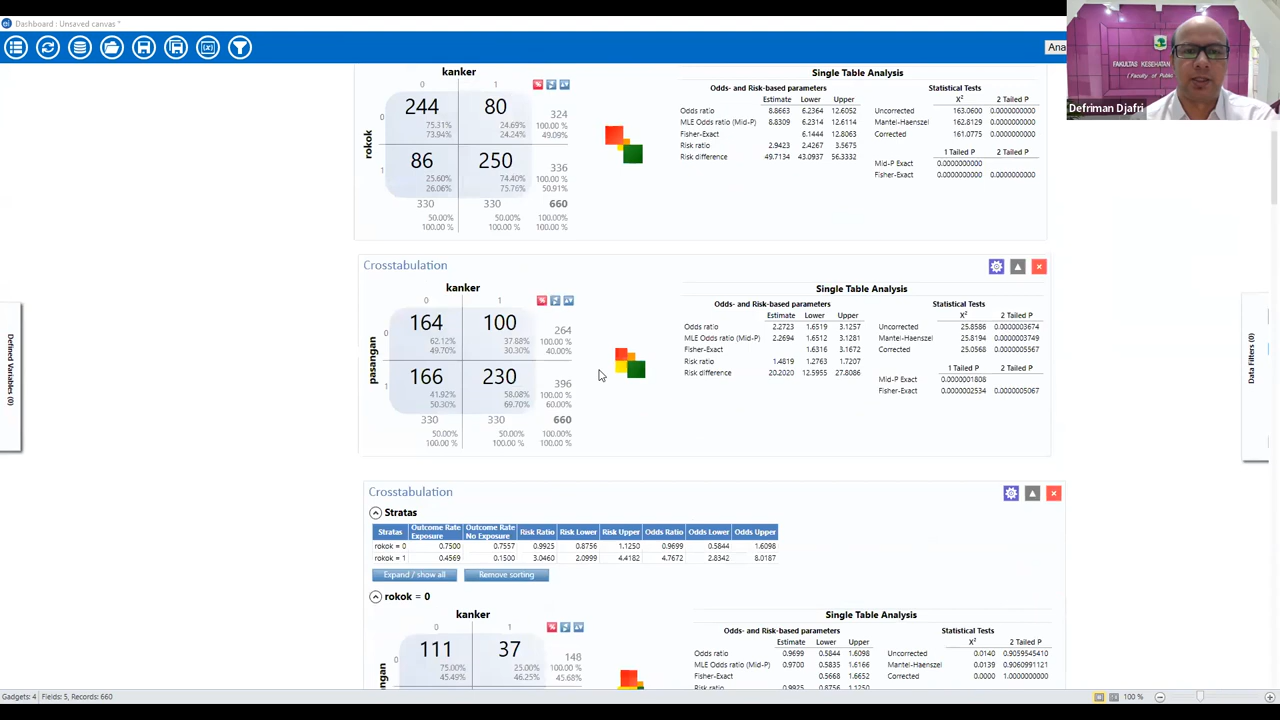 Dashboard : Unsaved canvas *
Ana
FAKULTAS KESEHATAN
(Faculty of Public
Defriman Djafri
kanker
0 1
rokok
0 244 80 324
75.31% 24.69% 100.00 %
73.94% 24.24% 49.09%
1 86 250 336
25.60% 74.40% 100.00 %
26.06% 75.76% 50.91%
330 330 660
50.00% 50.00% 100.00%
100.00 % 100.00 % 100.00 %
Single Table Analysis
Odds- and Risk-based parameters
Estimate Lower Upper
Odds ratio 8.8663 6.2364 12.6052
MLE Odds ratio (Mid-P) 8.8309 6.2314 12.6114
Fisher-Exact 6.1444 12.8063
Risk ratio 2.9423 2.4267 3.5675
Risk difference 49.7134 43.0937 56.3332
Statistical Tests
X² 2 Tailed P
Uncorrected 163.0600 0.0000000000
Mantel-Haenszel 162.8129 0.0000000000
Corrected 161.0775 0.0000000000
1 Tailed P 2 Tailed P
Mid-P Exact 0.0000000000
Fisher-Exact 0.0000000000 0.0000000000
Crosstabulation
kanker
0 1
pasangan
0 164 100 264
62.12% 37.88% 100.00 %
49.70% 30.30% 40.00%
1 166 230 396
41.92% 58.08% 100.00 %
50.30% 69.70% 60.00%
330 330 660
50.00% 50.00% 100.00%
100.00 % 100.00 % 100.00 %
Single Table Analysis
Odds- and Risk-based parameters
Estimate Lower Upper
Odds ratio 2.2723 1.6519 3.1257
MLE Odds ratio (Mid-P) 2.2694 1.6512 3.1281
Fisher-Exact 1.6316 3.1672
Risk ratio 1.4819 1.2763 1.7207
Risk difference 20.2020 12.5955 27.8086
Statistical Tests
X² 2 Tailed P
Uncorrected 25.8586 0.0000003674
Mantel-Haenszel 25.8194 0.0000003749
Corrected 25.0568 0.0000005567
1 Tailed P 2 Tailed P
Mid-P Exact 0.0000001808
Fisher-Exact 0.0000002534 0.0000005067
Crosstabulation
Stratas
Stratas Outcome Rate Exposure Outcome Rate No Exposure Risk Ratio Risk Lower Risk Upper Odds Ratio Odds Lower Odds Upper
rokok = 0 0.7500 0.7557 0.9925 0.8756 1.1250 0.9699 0.5844 1.6098
rokok = 1 0.4569 0.1500 3.0460 2.0999 4.4182 4.7672 2.8342 8.0187
Expand / show all Remove sorting
rokok = 0
kanker
0 1
ngan
0 111 37 148
75.00% 25.00% 100.00 %
45.49% 46.25% 45.68%
Single Table Analysis
Odds- and Risk-based parameters
Estimate Lower Upper
Odds ratio 0.9699 0.5844 1.6098
MLE Odds ratio (Mid-P) 0.9700 0.5835 1.6166
Fisher-Exact 0.5668 1.6652
Risk ratio 0.9925 0.8756 1.1250
Statistical Tests
X² 2 Tailed P
Uncorrected 0.0140 0.9059545410
Mantel-Haenszel 0.0139 0.9060991121
Corrected 0.0000 1.0000000000
Defined Variables (0)
Data Filters (0)
Gadgets: 4 Fields: 5, Records: 660
100 %